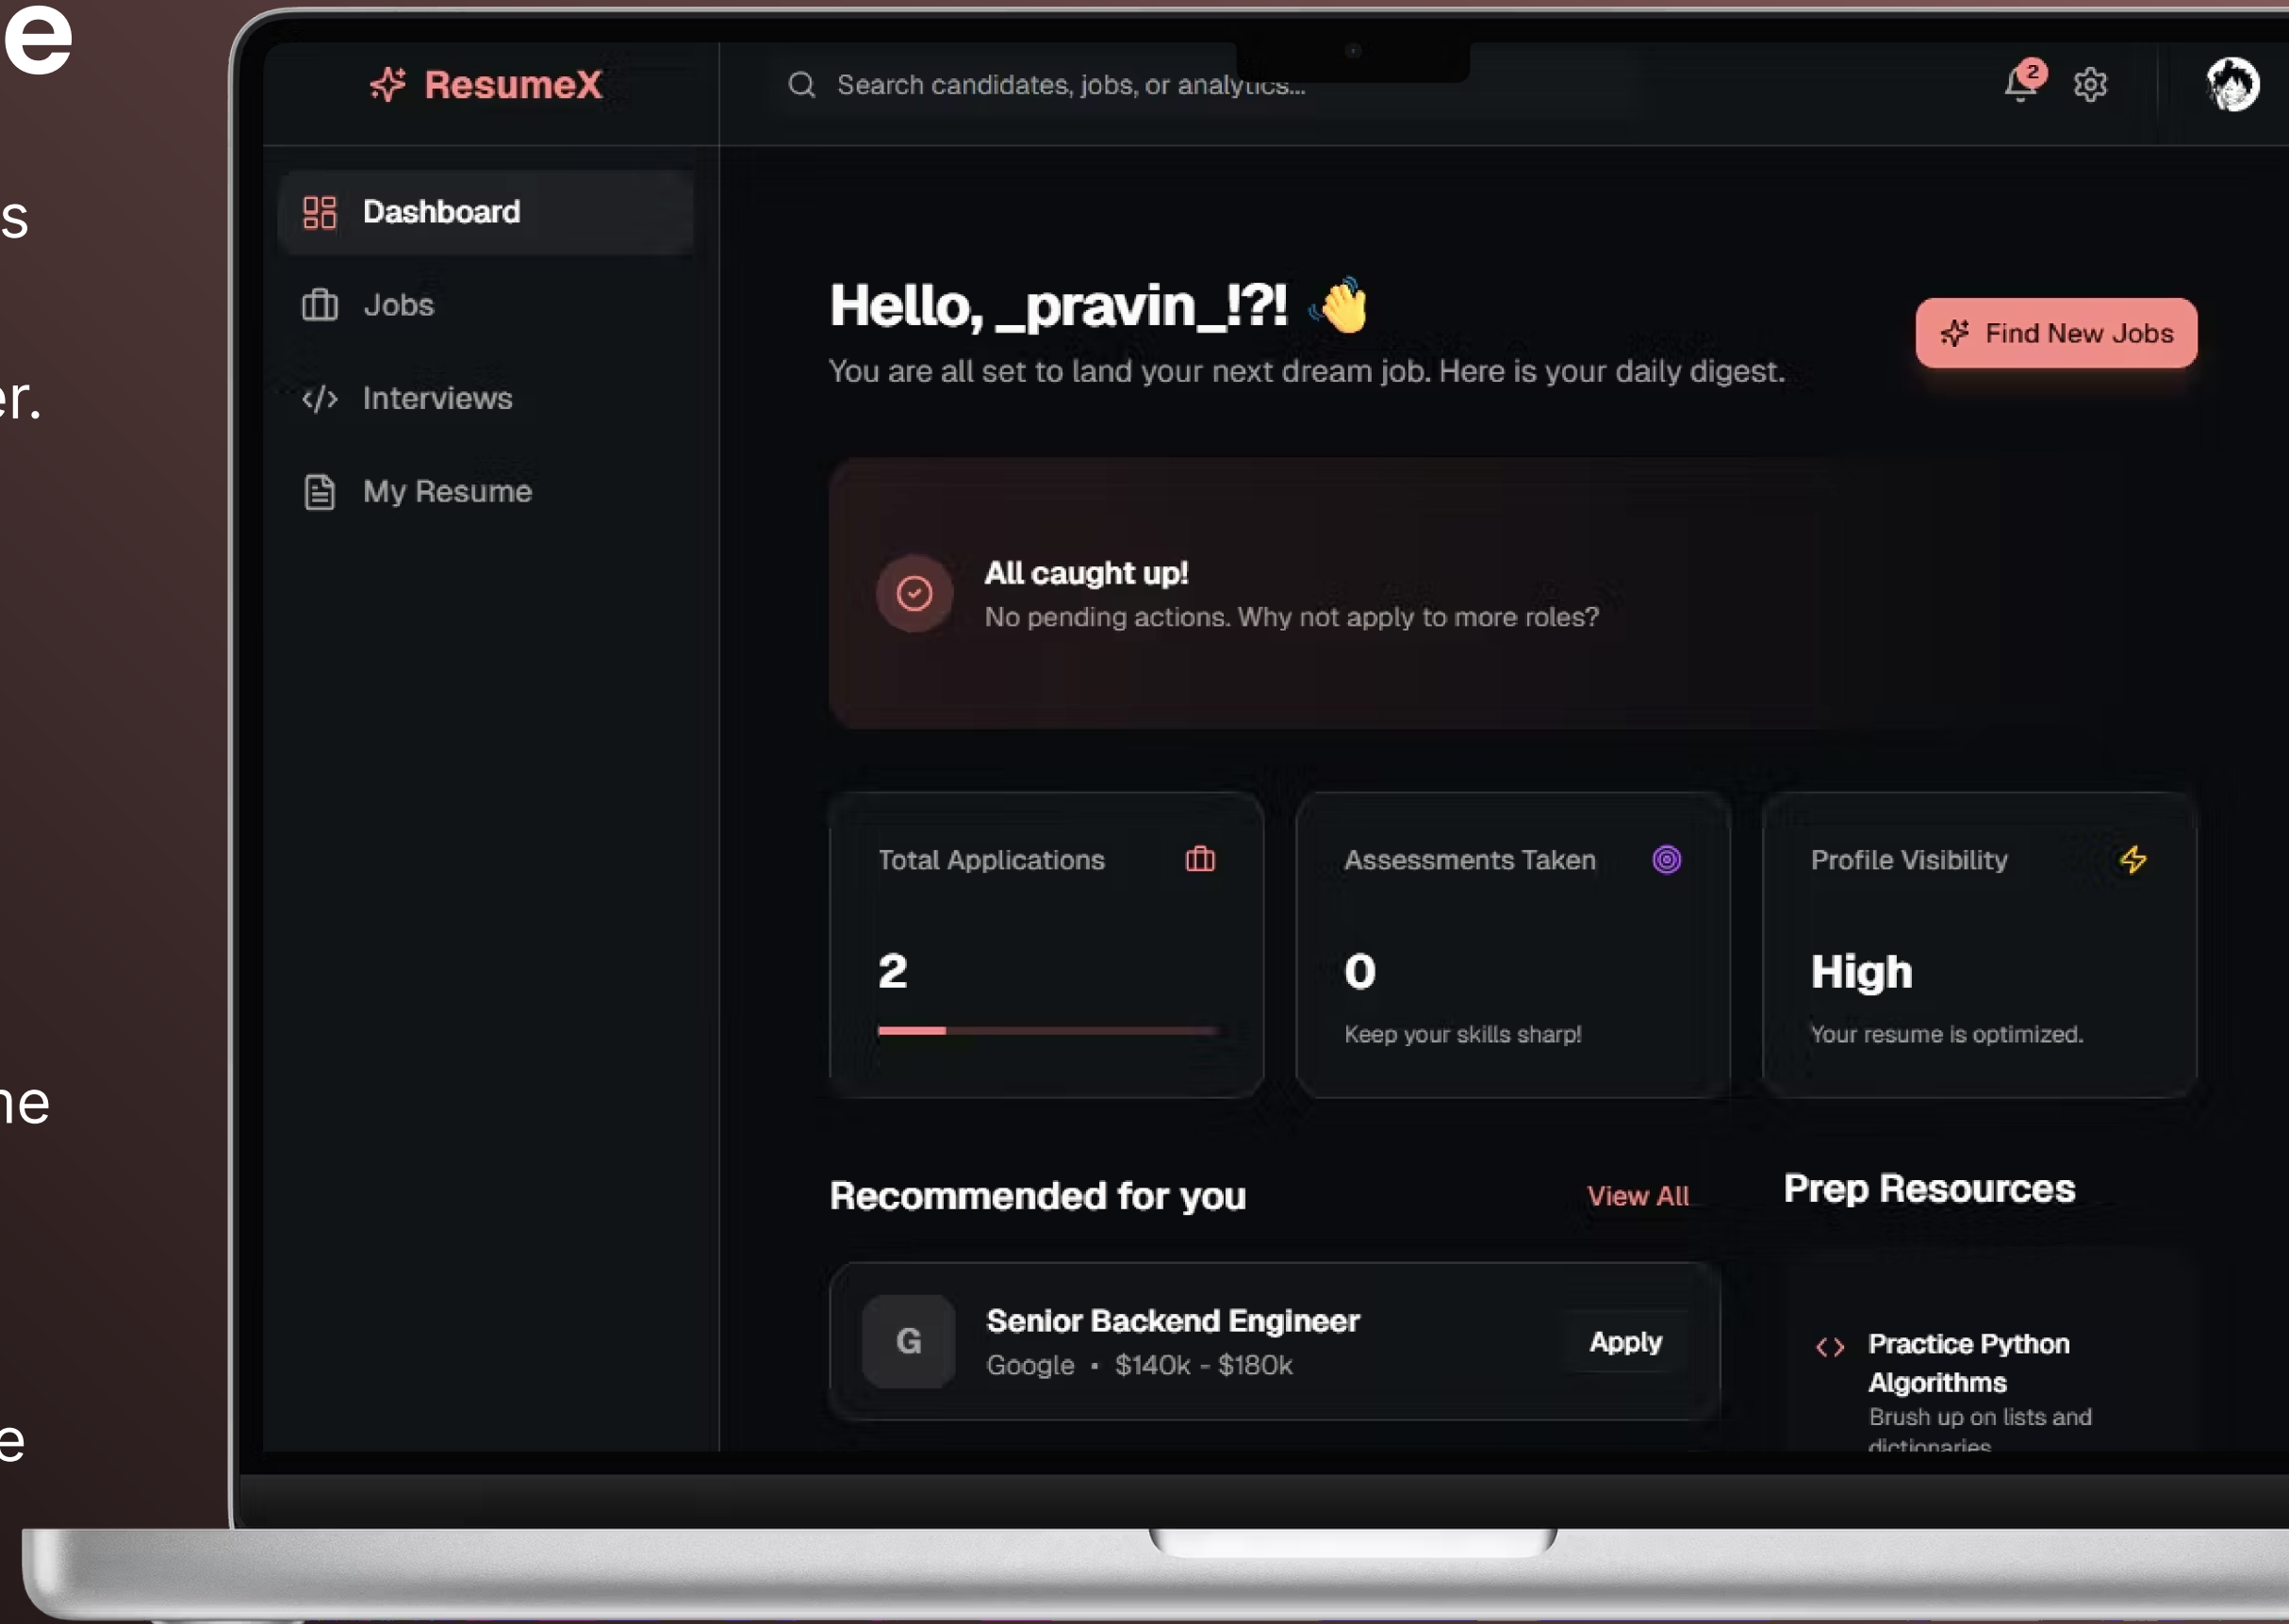 e
s
er.
ne
e
ResumeX
Search candidates, jobs, or analytics...
2
Dashboard
Jobs
Interviews
My Resume
Hello, _pravin_!?! 👋
You are all set to land your next dream job. Here is your daily digest.
Find New Jobs
All caught up!
No pending actions. Why not apply to more roles?
Total Applications
2
Assessments Taken
0
Keep your skills sharp!
Profile Visibility
High
Your resume is optimized.
Recommended for you
View All
G
Senior Backend Engineer
Google • $140k - $180k
Apply
Prep Resources
Practice Python
Algorithms
Brush up on lists and
dictionaries